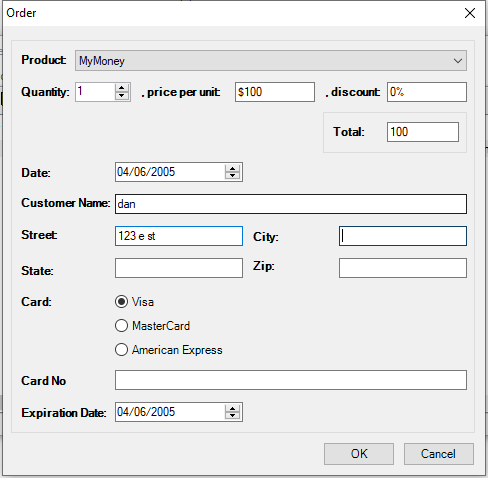 Order
Product: MyMoney
Quantity: 1 , price per unit: $100 , discount: 0%
Total: 100
Date: 04/06/2005
Customer Name: dan
Street: 123 e st City:
State: Zip:
Card: Visa
MasterCard
American Express
Card No
Expiration Date: 04/06/2005
OK Cancel